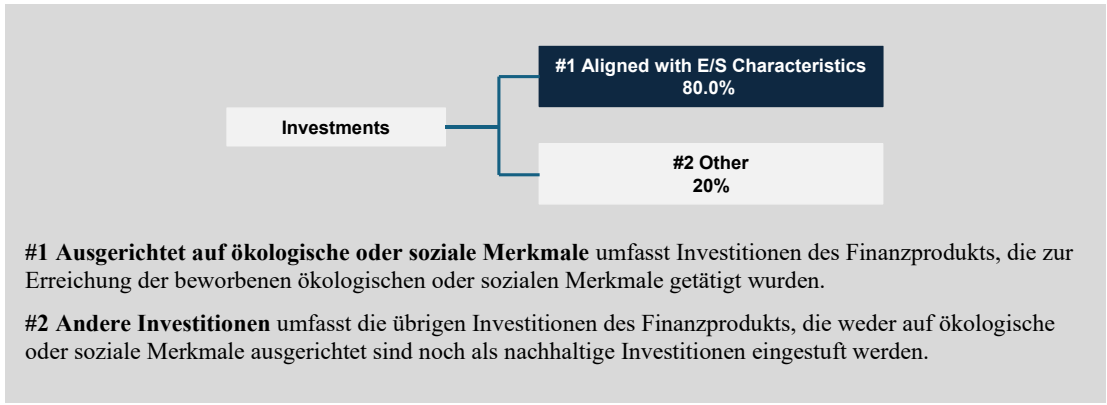 #1 Aligned with E/S Characteristics
80.0%
Investments
#2 Other
20%
#1 Ausgerichtet auf ökologische oder soziale Merkmale umfasst Investitionen des Finanzprodukts, die zur
Erreichung der beworbenen ökologischen oder sozialen Merkmale getätigt wurden.
#2 Andere Investitionen umfasst die übrigen Investitionen des Finanzprodukts, die weder auf ökologische
oder soziale Merkmale ausgerichtet sind noch als nachhaltige Investitionen eingestuft werden.